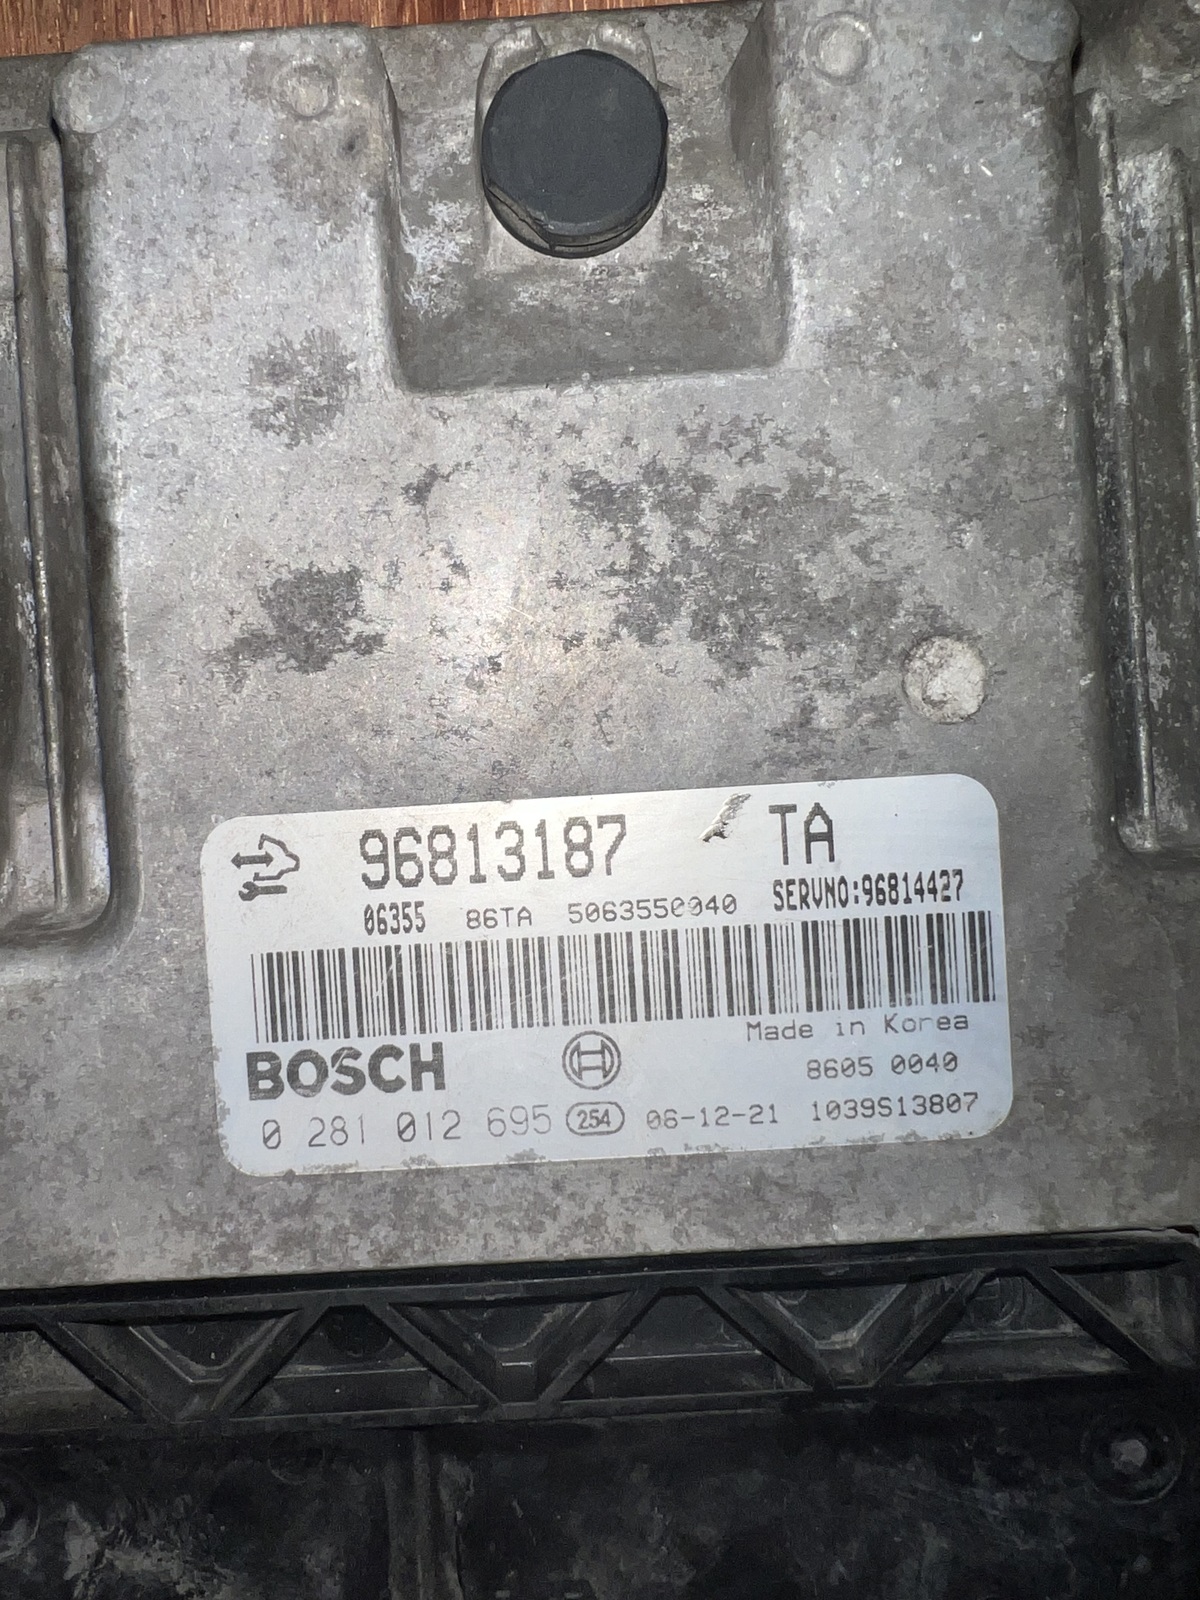 96813187 TA
06355 86TA 5063550040 SERVNO:96814427
Made in Korea
BOSCH 8605 0040
0 281 012 695 254 06-12-21 1039S13807